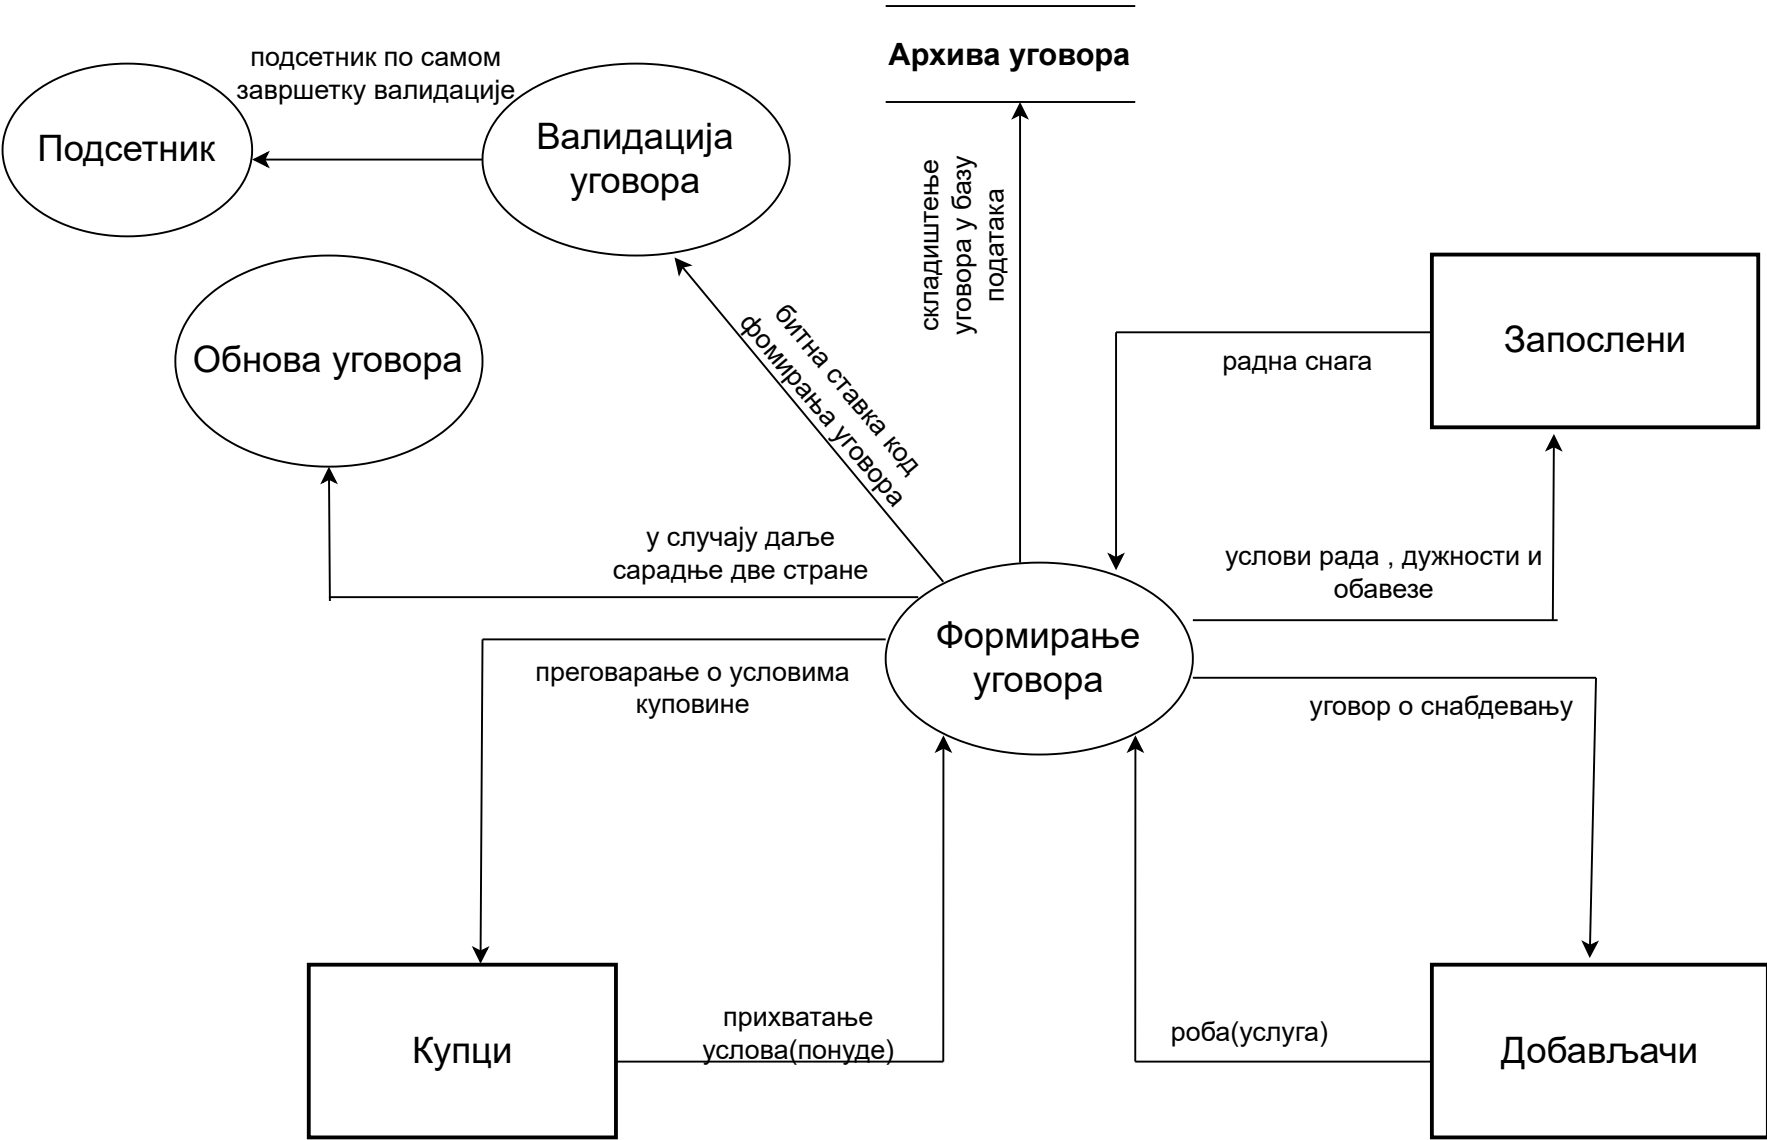 Архива уговора
подсетник по самом
завршетку валидације
Подсетник
Валидација
уговора
складиштење
уговора у базу
података
Обнова уговора
битна ставка код
фомирања уговора
Запослени
радна снага
у случају даље
сарадње две стране
услови рада , дужности и
обавезе
Формирање
уговора
преговарање о условима
куповине
уговор о снабдевању
прихватање
услова(понуде)
роба(услуга)
Купци
Добављачи